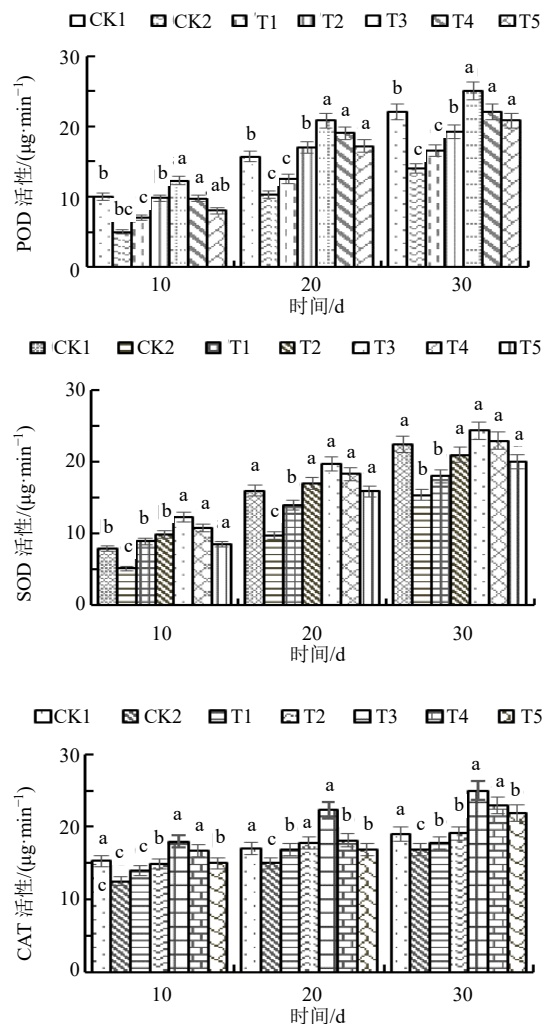 CK1 CK2 T1 T2 T3 T4 T5
30
a
b a a
a a b
20 b a
b c
a c
b b a
c
10 b c ab
bc
0
POD 活性/(μg·min⁻¹)
10 20 30
时间/d
CK1 CK2 T1 T2 T3 T4 T5
30
a a
a a a
a a a
20 b b
a a
b
a a
10 b b b a
c
c
0
SOD 活性/(μg·min⁻¹)
10 20 30
时间/d
CK1 CK2 T1 T2 T3 T4 T5
30
a
a a
b
a a b
20 a a b b c b
a c b c b
c c b
c
10
0
CAT 活性/(μg·min⁻¹)
10 20 30
时间/d